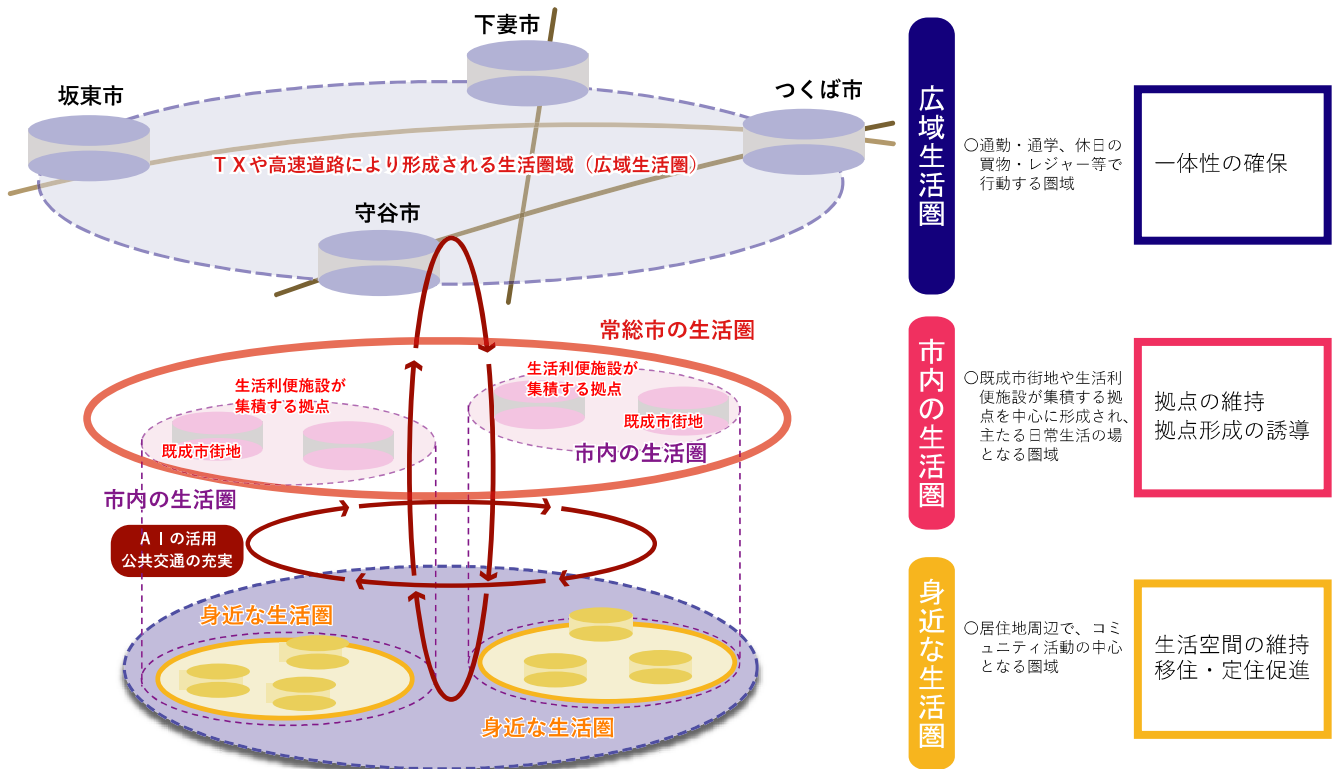 下妻市
坂東市
つくば市
ＴＸや高速道路により形成される生活圏域（広域生活圏）
守谷市
常総市の生活圏
生活利便施設が
集積する拠点
既成市街地
市内の生活圏
生活利便施設が
集積する拠点
既成市街地
市内の生活圏
ＡＩの活用
公共交通の充実
身近な生活圏
身近な生活圏
広域生活圏
○通勤・通学、休日の
買物・レジャー等で
行動する圏域
一体性の確保
市内の生活圏
○既成市街地や生活利
便施設が集積する拠
点を中心に形成され、
主たる日常生活の場
となる圏域
拠点の維持
拠点形成の誘導
身近な生活圏
○居住地周辺で、コミ
ュニティ活動の中心
となる圏域
生活空間の維持
移住・定住促進